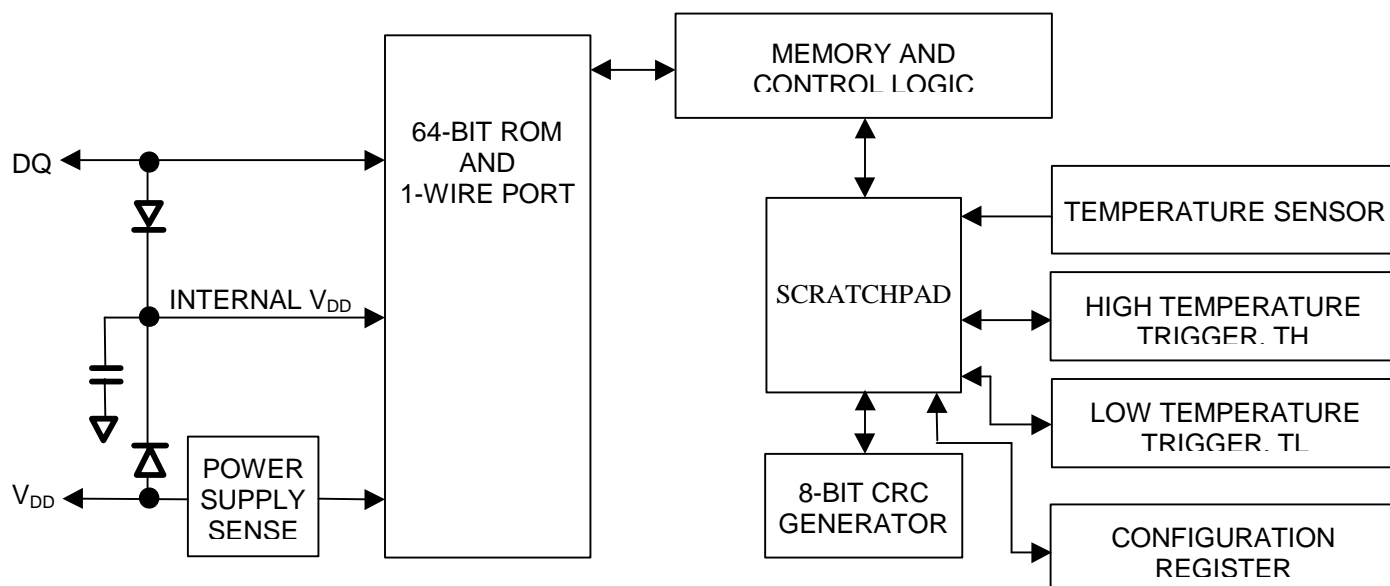 DQ
INTERNAL VDD
VDD
POWER
SUPPLY
SENSE
64-BIT ROM
AND
1-WIRE PORT
MEMORY AND
CONTROL LOGIC
SCRATCHPAD
8-BIT CRC
GENERATOR
TEMPERATURE SENSOR
HIGH TEMPERATURE
TRIGGER, TH
LOW TEMPERATURE
TRIGGER, TL
CONFIGURATION
REGISTER